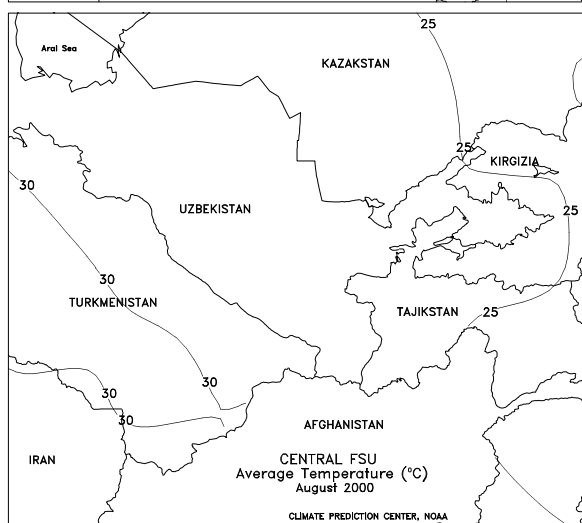 25
Aral Sea
KAZAKSTAN
25
KIRGIZIA
30
UZBEKISTAN
25
30
TURKMENISTAN
TAJIKSTAN
25
30
30
30
AFGHANISTAN
IRAN
CENTRAL FSU
Average Temperature (°C)
August 2000
CLIMATE PREDICTION CENTER, NOAA